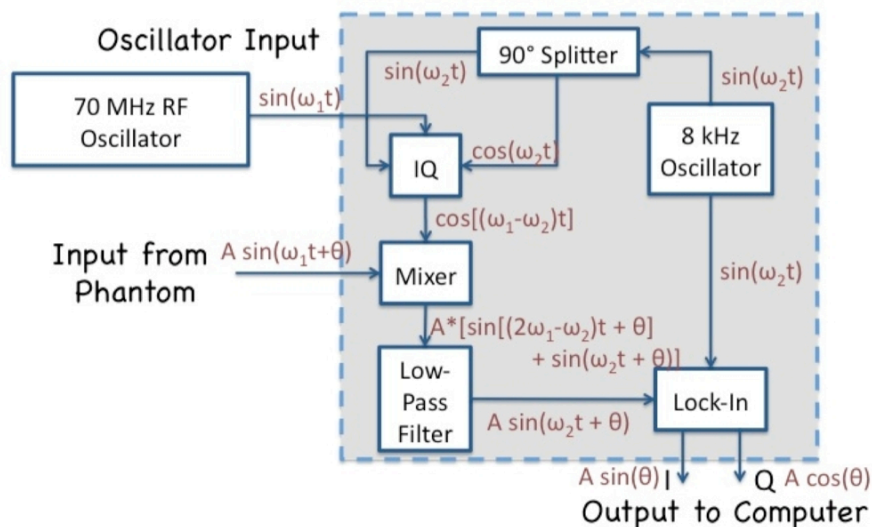 Oscillator Input
70 MHz RF
Oscillator
sin(ω₁t)
90° Splitter
sin(ω₂t)
sin(ω₂t)
8 kHz
Oscillator
IQ
cos(ω₂t)
cos[(ω₁-ω₂)t]
Input from
Phantom
A sin(ω₁t+θ)
Mixer
sin(ω₂t)
A*[sin[(2ω₁-ω₂)t + θ]
+ sin(ω₂t + θ)]
Low-
Pass
Filter
A sin(ω₂t + θ)
Lock-In
A sin(θ) I
Q A cos(θ)
Output to Computer